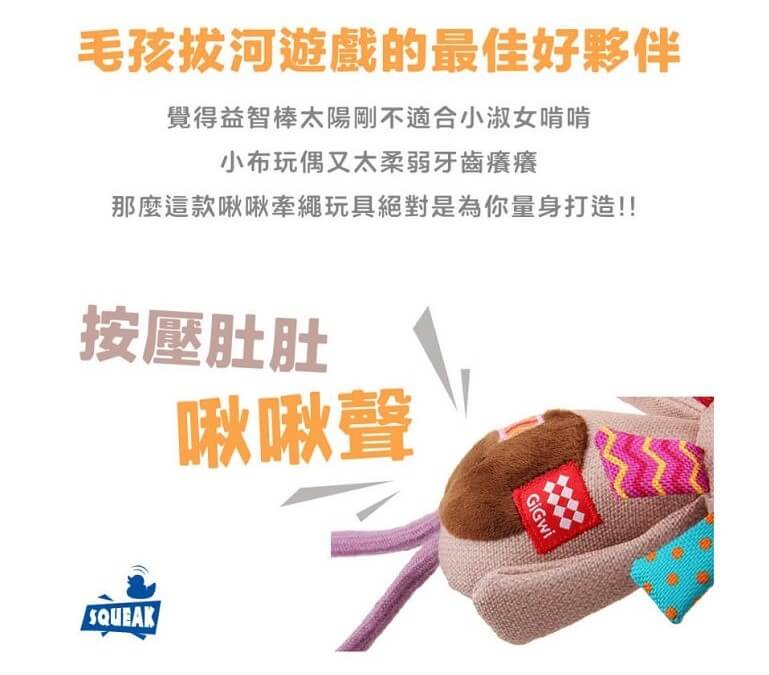 毛孩拔河遊戲的最佳好夥伴
覺得益智棒太陽剛不適合小淑女啃啃
小布玩偶又太柔弱牙齒癢癢
那麼這款啾啾牽繩玩具絕對是為你量身打造!!
按壓肚肚
啾啾聲
GiGwi
SQUEAK